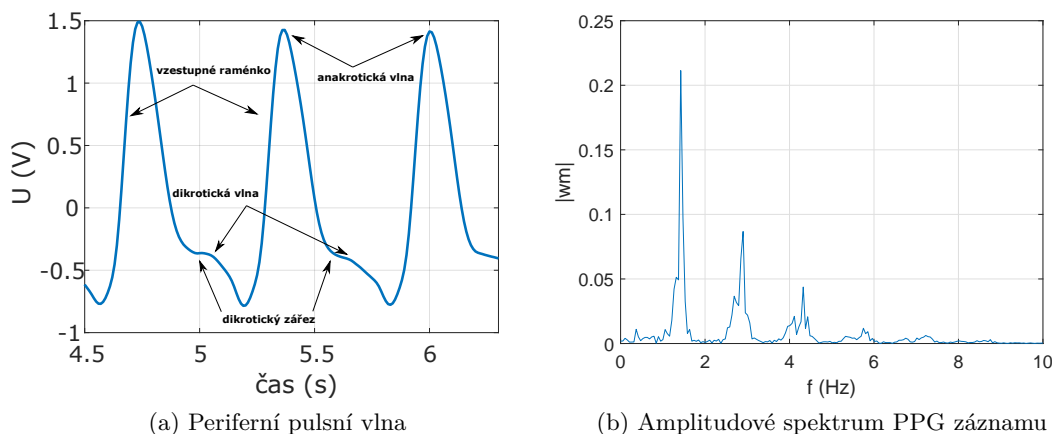 U (V)
1.5
1
0.5
0
-0.5
-1
4.5
5
5.5
6
čas (s)
vzestupné raménko
anakrotická vlna
dikrotická vlna
dikrotický zářez
(a) Periferní pulsní vlna
|wm|
0.25
0.2
0.15
0.1
0.05
0
0
2
4
6
8
10
f (Hz)
(b) Amplitudové spektrum PPG záznamu